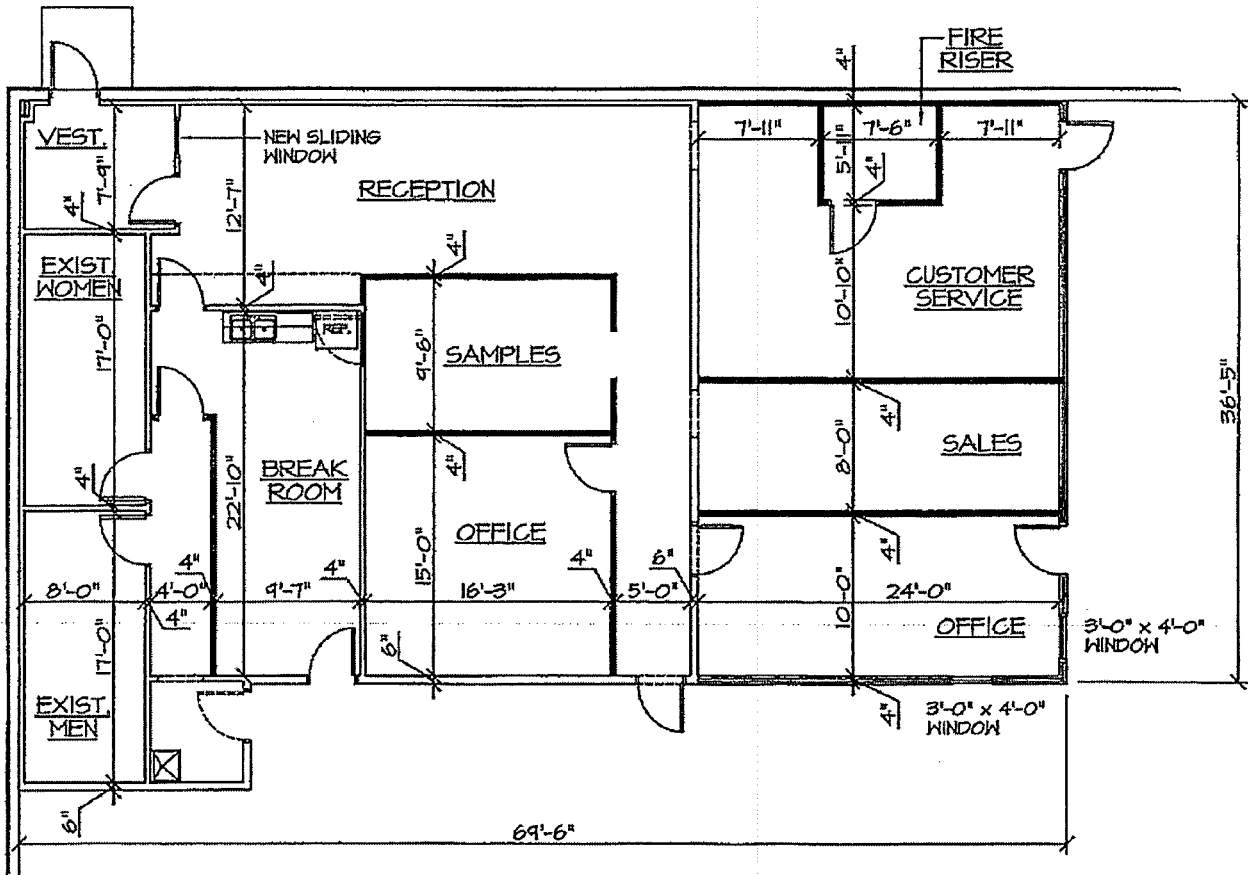 FIRE
RISER
4"
VEST.
NEW SLIDING
WINDOW
7'-11"
7'-6"
7'-11"
5'-11"
4"
7'-9"
4"
RECEPTION
12'-7"
4"
4"
EXIST.
WOMEN
17'-0"
REF.
SAMPLES
9'-6"
CUSTOMER
SERVICE
10'-10"
36'-5"
4"
4"
SALES
8'-0"
4"
BREAK
ROOM
22'-10"
OFFICE
15'-0"
4"
8'-0"
4'-0"
4"
4"
9'-7"
4"
16'-3"
4"
5'-0"
6"
24'-0"
10'-0"
OFFICE
3'-0" x 4'-0"
WINDOW
17'-0"
6"
EXIST.
MEN
4"
3'-0" x 4'-0"
WINDOW
6"
69'-6"